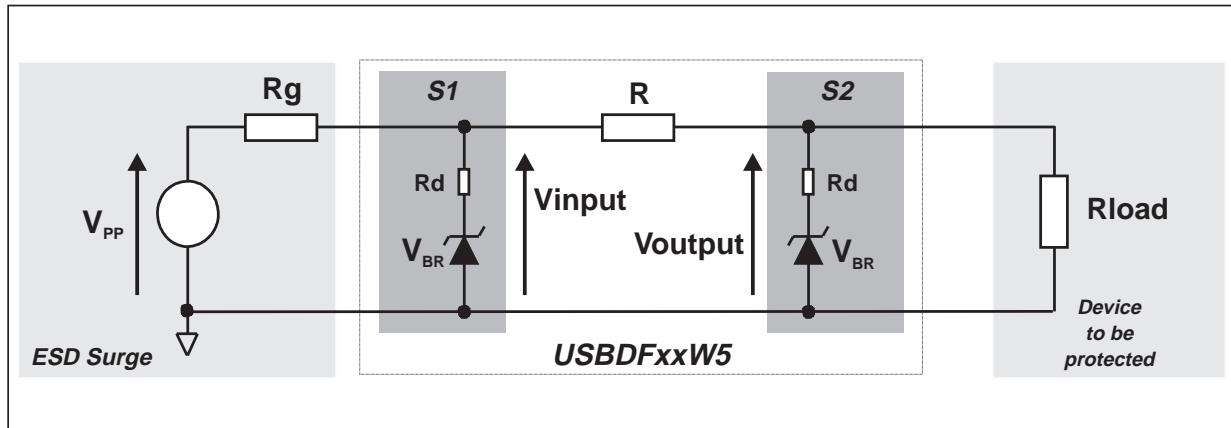 Rg
S1
R
S2
Rd
Rd
Vinput
Rload
VPP
Voutput
VBR
VBR
Device
to be
protected
ESD Surge
USBDFxxW5